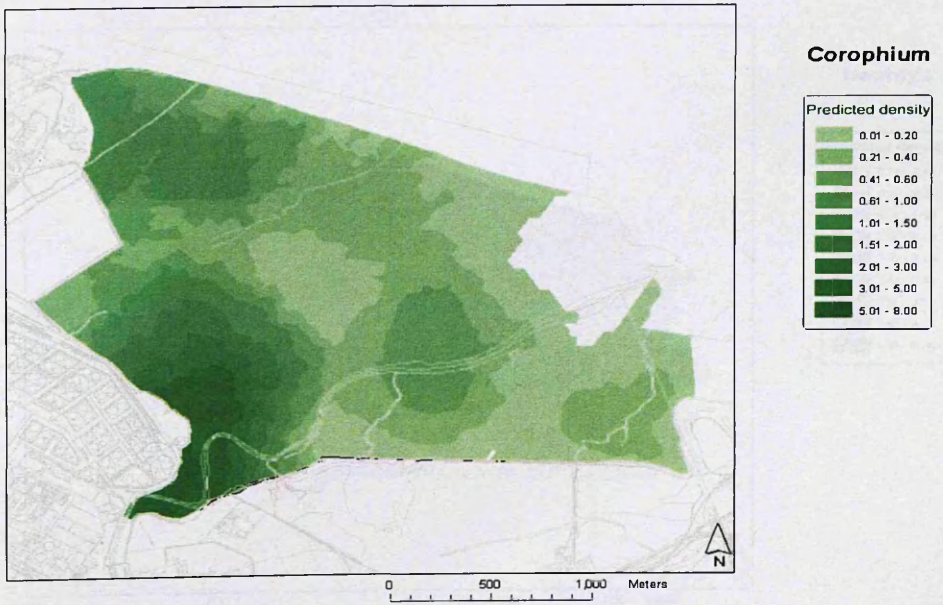 Corophium
Predicted density
0.01 - 0.20
0.21 - 0.40
0.41 - 0.60
0.61 - 1.00
1.01 - 1.50
1.51 - 2.00
2.01 - 3.00
3.01 - 5.00
5.01 - 8.00
N
0 500 1,000 Meters